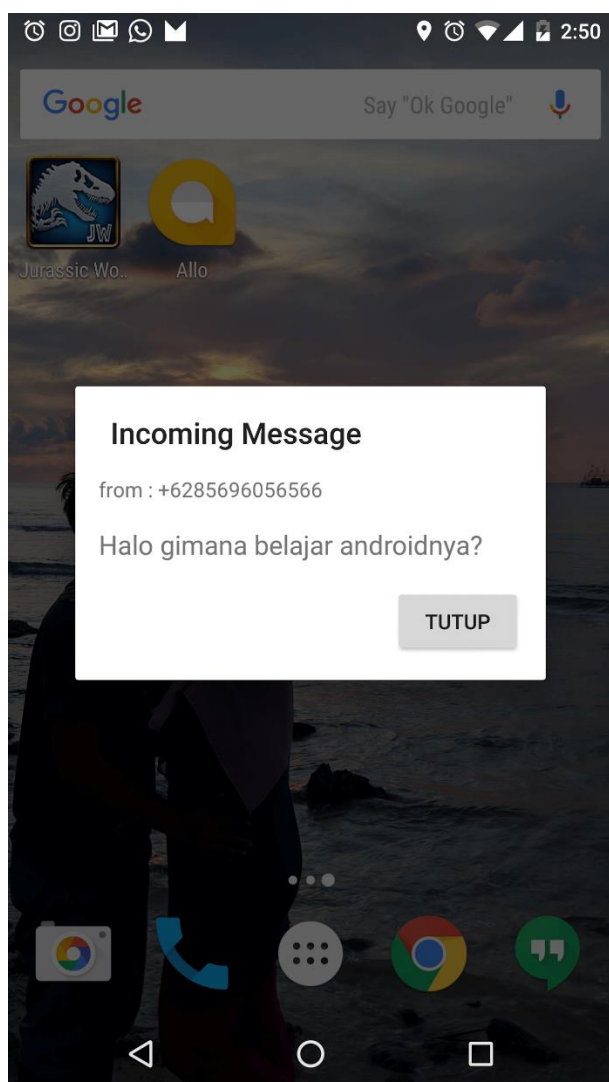 2:50
Google Say "Ok Google"
JW
Jurassic Wo.. Allo
Incoming Message
from : +6285696056566
Halo gimana belajar androidnya?
TUTUP